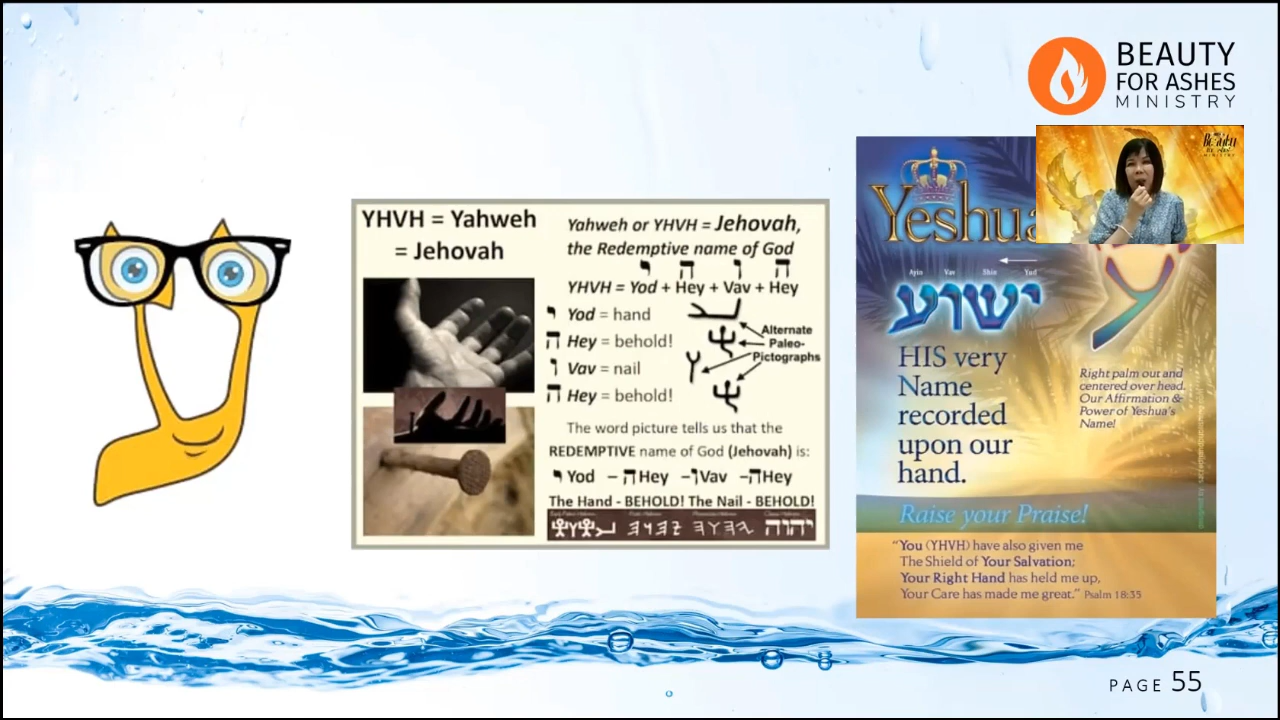 BEAUTY
FOR ASHES
MINISTRY
YHVH = Yahweh
= Jehovah
Yahweh or YHVH = Jehovah,
the Redemptive name of God
י ה ו ה
YHVH = Yod + Hey + Vav + Hey
י Yod = hand
ה Hey = behold!
ו Vav = nail
ה Hey = behold!
Alternate
Paleo-
Pictographs
The word picture tells us that the
REDEMPTIVE name of God (Jehovah) is:
י Yod – ה Hey – ו Vav – ה Hey
The Hand - BEHOLD! The Nail - BEHOLD!
יהוה
Yeshua
Ayin Vav Shin Yud
ישוע
HIS very
Name
recorded
upon our
hand.
Right palm out and
centered over head.
Our Affirmation &
Power of Yeshua's
Name!
Raise your Praise!
“You (YHVH) have also given me
The Shield of Your Salvation;
Your Right Hand has held me up,
Your Care has made me great.” Psalm 18:35
PAGE 55